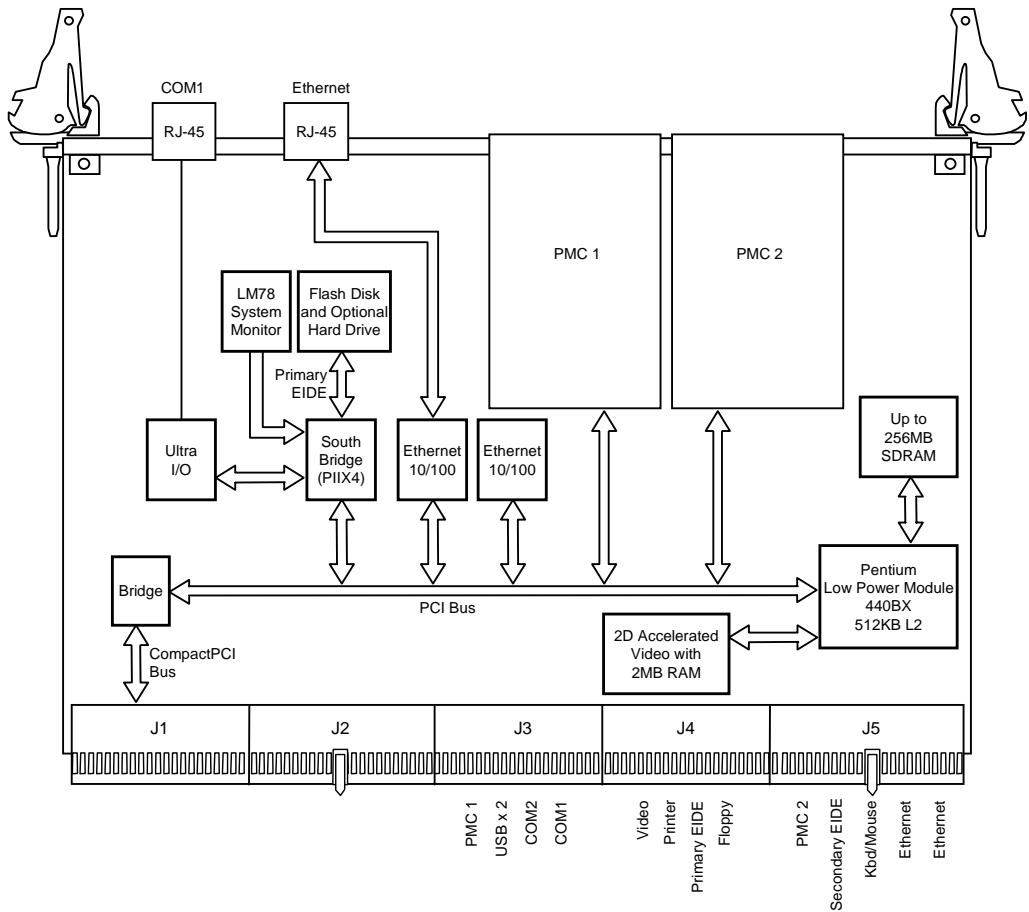 COM1
Ethernet
RJ-45
RJ-45
PMC 1
PMC 2
LM78
System
Monitor
Flash Disk
and Optional
Hard Drive
Primary
EIDE
Ultra
I/O
South
Bridge
(PIIX4)
Ethernet
10/100
Ethernet
10/100
Up to
256MB
SDRAM
Bridge
PCI Bus
Pentium
Low Power Module
440BX
512KB L2
2D Accelerated
Video with
2MB RAM
CompactPCI
Bus
J1
J2
J3
J4
J5
PMC 1
USB x 2
COM2
COM1
Video
Printer
Primary EIDE
Floppy
PMC 2
Secondary EIDE
Kbd/Mouse
Ethernet
Ethernet